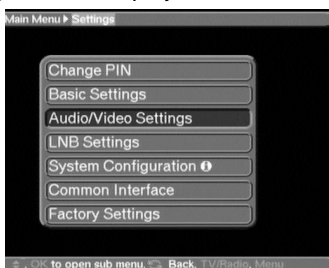 Main Menu Settings
Change PIN
Basic Settings
Audio/Video Settings
LNB Settings
System Configuration
Common Interface
Factory Settings
, OK to open sub menu, Back, TV/Radio, Menu